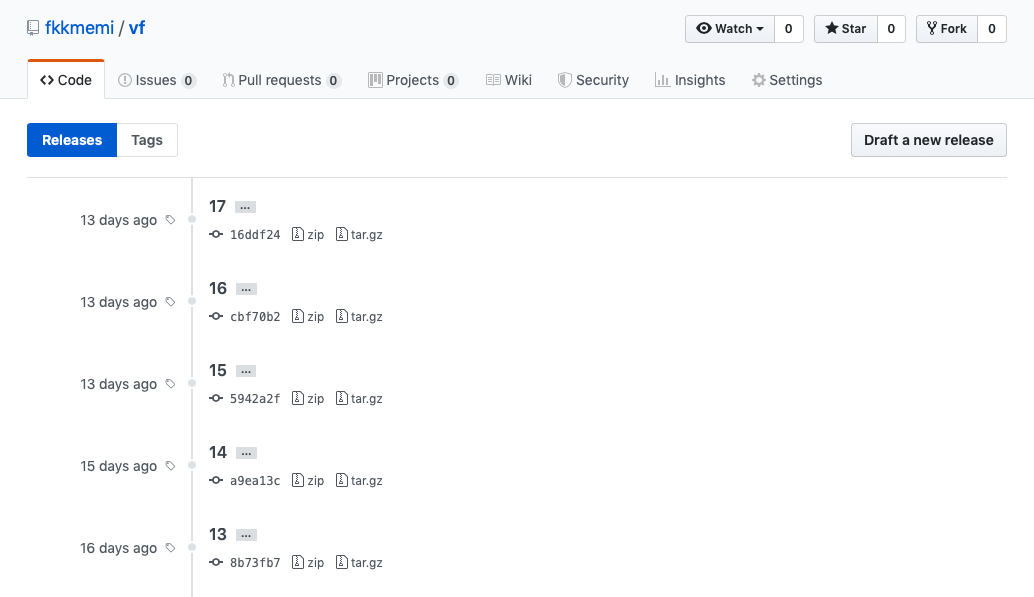 fkkmemi / vf
Watch 0 Star 0 Fork 0
Code Issues 0 Pull requests 0 Projects 0 Wiki Security Insights Settings
Releases Tags Draft a new release
17 ...
13 days ago
16ddf24 zip tar.gz
16 ...
13 days ago
cbf70b2 zip tar.gz
15 ...
13 days ago
5942a2f zip tar.gz
14 ...
15 days ago
a9ea13c zip tar.gz
13 ...
16 days ago
8b73fb7 zip tar.gz